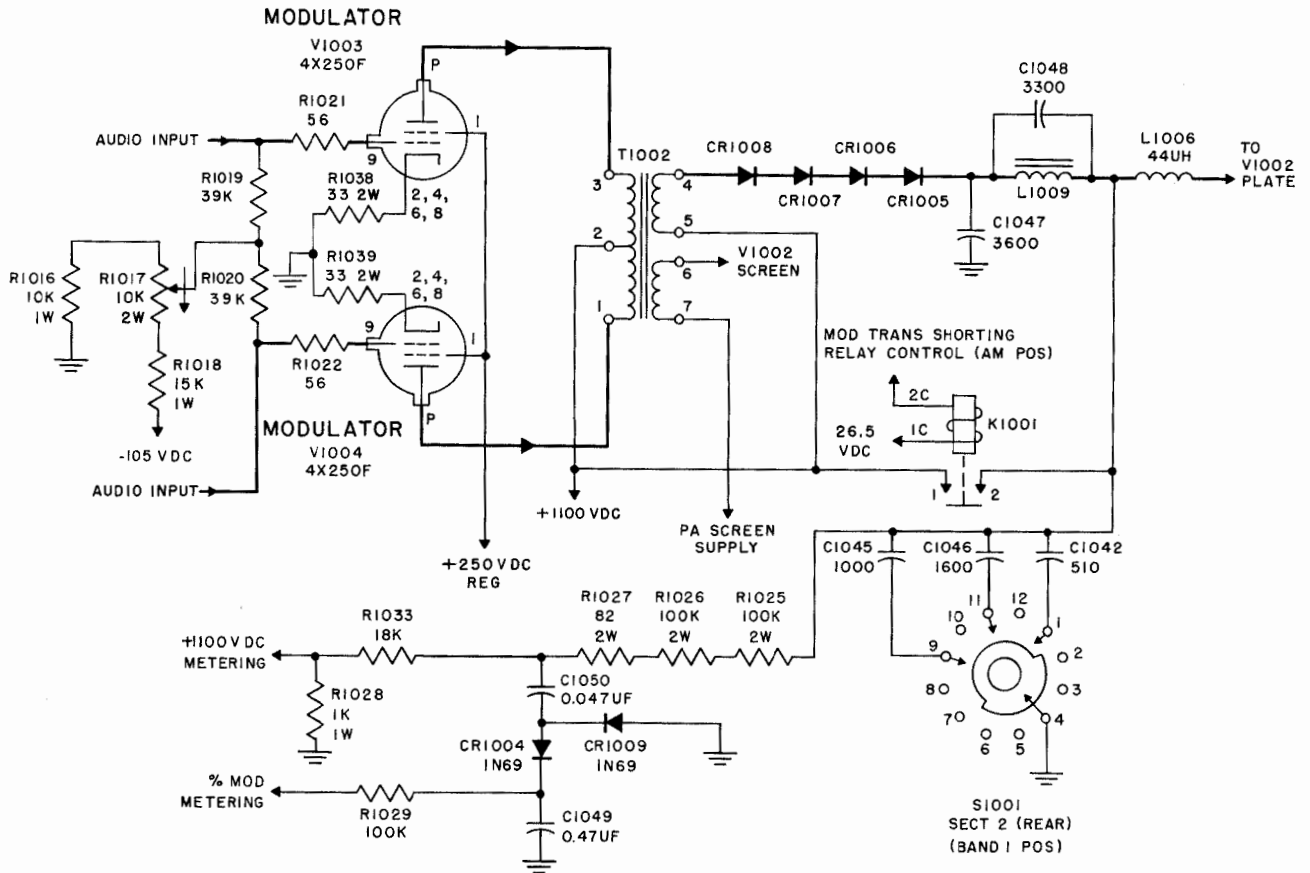 MODULATOR
V1003
4X250F
P
R1021
56
1
AUDIO INPUT
9
R1019
39K
R1038
33 2W
2, 4,
6, 8
R1016
10K
1W
R1017
10K
2W
R1020
39K
R1039
33 2W
2, 4,
6, 8
9
1
R1018
15K
1W
R1022
56
P
-105 VDC
MODULATOR
V1004
4X250F
AUDIO INPUT
+250 VDC
REG
T1002
3
2
1
4
5
6
7
CR1008
CR1007
CR1006
CR1005
C1048
3300
L1009
L1006
44UH
TO
V1002
PLATE
C1047
3600
V1002
SCREEN
MOD TRANS SHORTING
RELAY CONTROL (AM POS)
2C
1C
K1001
26.5
VDC
1
2
+1100 VDC
PA SCREEN
SUPPLY
C1045
1000
C1046
1600
C1042
510
R1033
18K
R1027
82
2W
R1026
100K
2W
R1025
100K
2W
+1100 V DC
METERING
R1028
1K
1W
C1050
0.047UF
CR1004
1N69
CR1009
1N69
% MOD
METERING
R1029
100K
C1049
0.47UF
11
12
10
1
9
2
8
3
7
4
6
5
S1001
SECT 2 (REAR)
(BAND 1 POS)